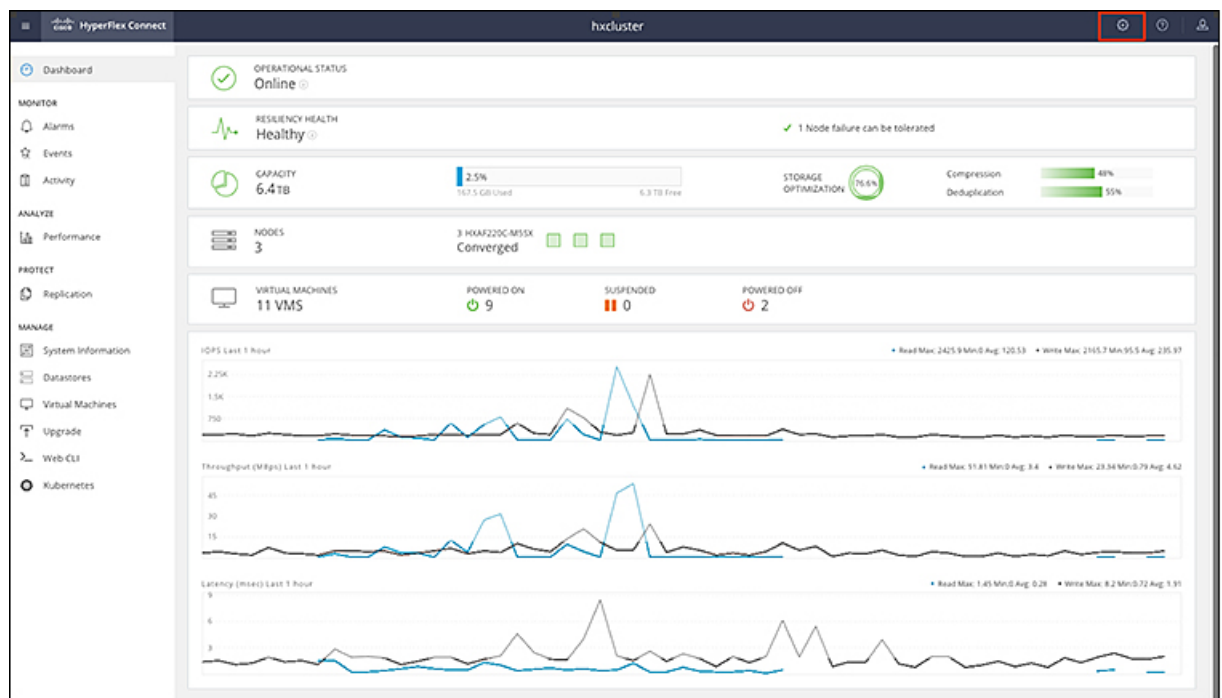 CISCO HyperFlex Connect
hxcluster
Dashboard
MONITOR
Alarms
Events
Activity
ANALYZE
Performance
PROTECT
Replication
MANAGE
System Information
Datastores
Virtual Machines
Upgrade
Web CLI
Kubernetes
OPERATIONAL STATUS
Online
RESILIENCY HEALTH
Healthy
1 Node failure can be tolerated
CAPACITY
6.4 TB
2.5%
167.5 GB Used
6.3 TB Free
STORAGE
OPTIMIZATION
76.6%
Compression 48%
Deduplication 55%
NODES
3
3 HXAF220C-M5SX
Converged
VIRTUAL MACHINES
11 VMS
POWERED ON
9
SUSPENDED
0
POWERED OFF
2
IOPS Last 1 hour
• Read Max: 2425.9 Min:0 Avg: 120.53 • Write Max: 2165.7 Min:95.5 Avg: 235.97
2.25K
1.5K
750
Throughput (MBps) Last 1 hour
• Read Max: 51.81 Min:0 Avg: 3.4 • Write Max: 23.34 Min:0.79 Avg: 4.62
45
30
15
Latency (msec) Last 1 hour
• Read Max: 1.45 Min:0 Avg: 0.28 • Write Max: 8.2 Min:0.72 Avg: 1.91
9
6
3